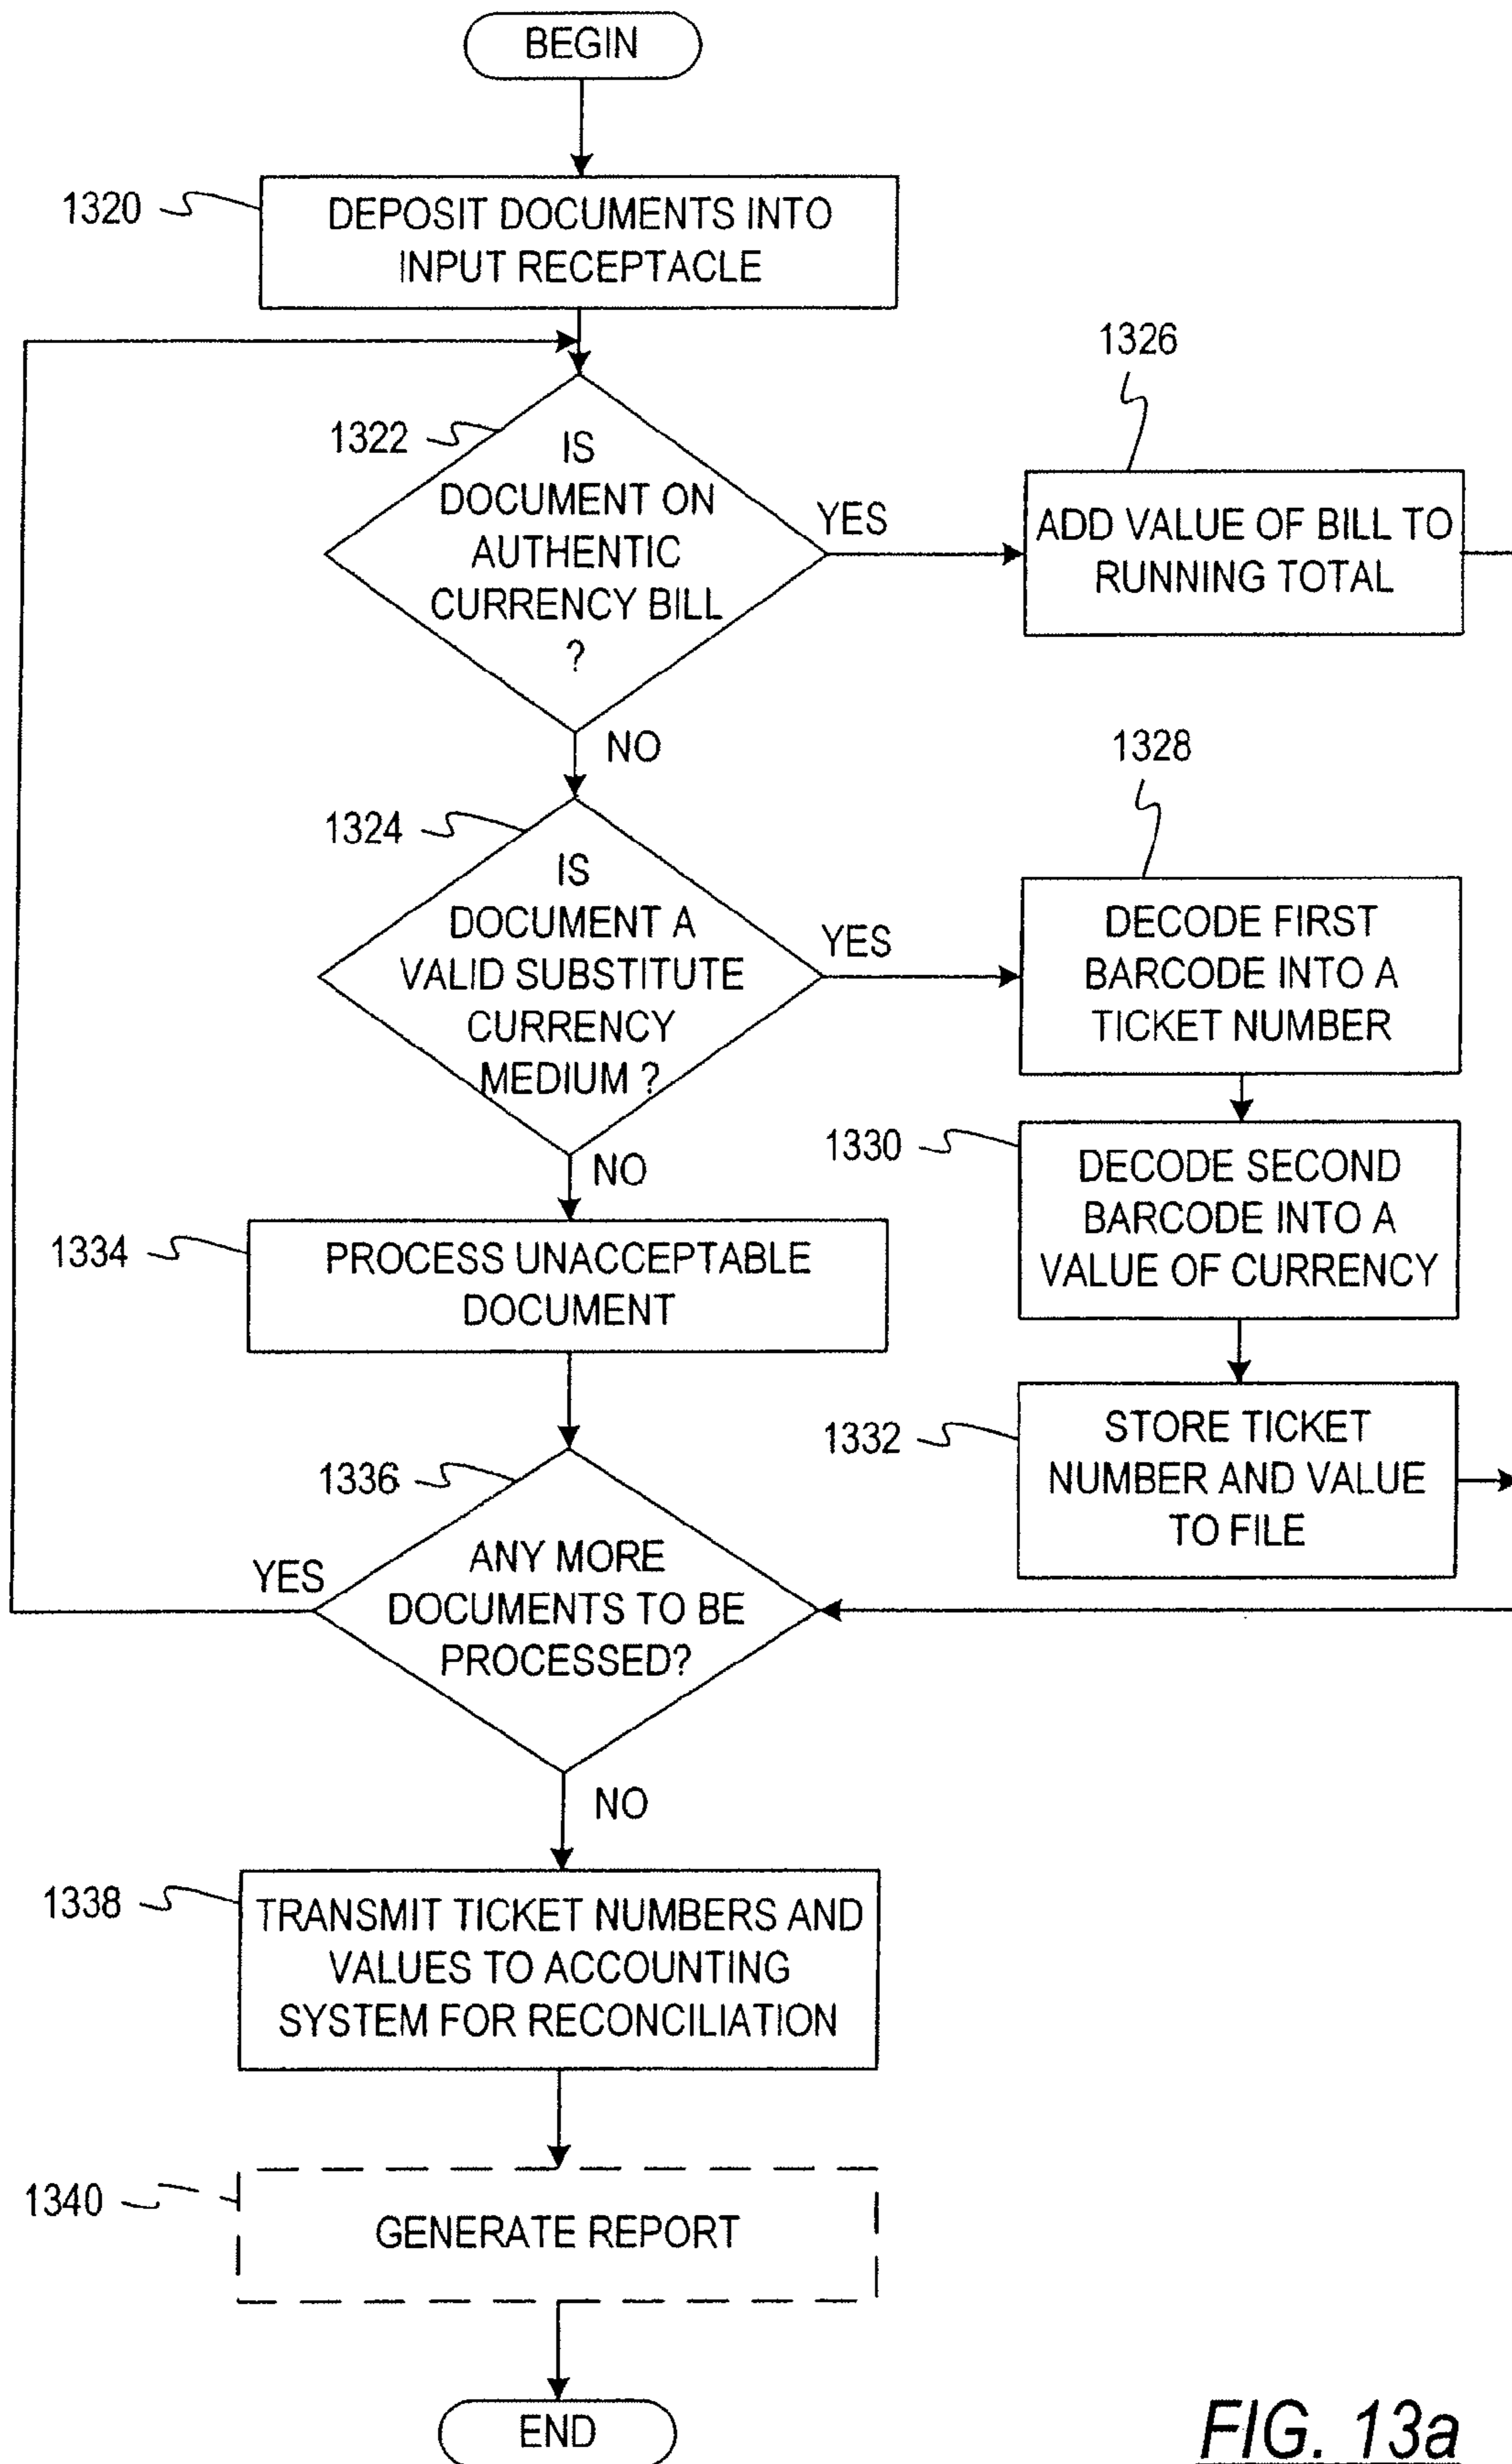 BEGIN
1320
DEPOSIT DOCUMENTS INTO
INPUT RECEPTACLE
1322
IS
DOCUMENT ON
AUTHENTIC
CURRENCY BILL
?
YES
1326
ADD VALUE OF BILL TO
RUNNING TOTAL
NO
1324
IS
DOCUMENT A
VALID SUBSTITUTE
CURRENCY
MEDIUM ?
YES
1328
DECODE FIRST
BARCODE INTO A
TICKET NUMBER
1330
DECODE SECOND
BARCODE INTO A
VALUE OF CURRENCY
1332
STORE TICKET
NUMBER AND VALUE
TO FILE
NO
1334
PROCESS UNACCEPTABLE
DOCUMENT
1336
ANY MORE
DOCUMENTS TO BE
PROCESSED?
YES
NO
1338
TRANSMIT TICKET NUMBERS AND
VALUES TO ACCOUNTING
SYSTEM FOR RECONCILIATION
1340
GENERATE REPORT
END
FIG. 13a